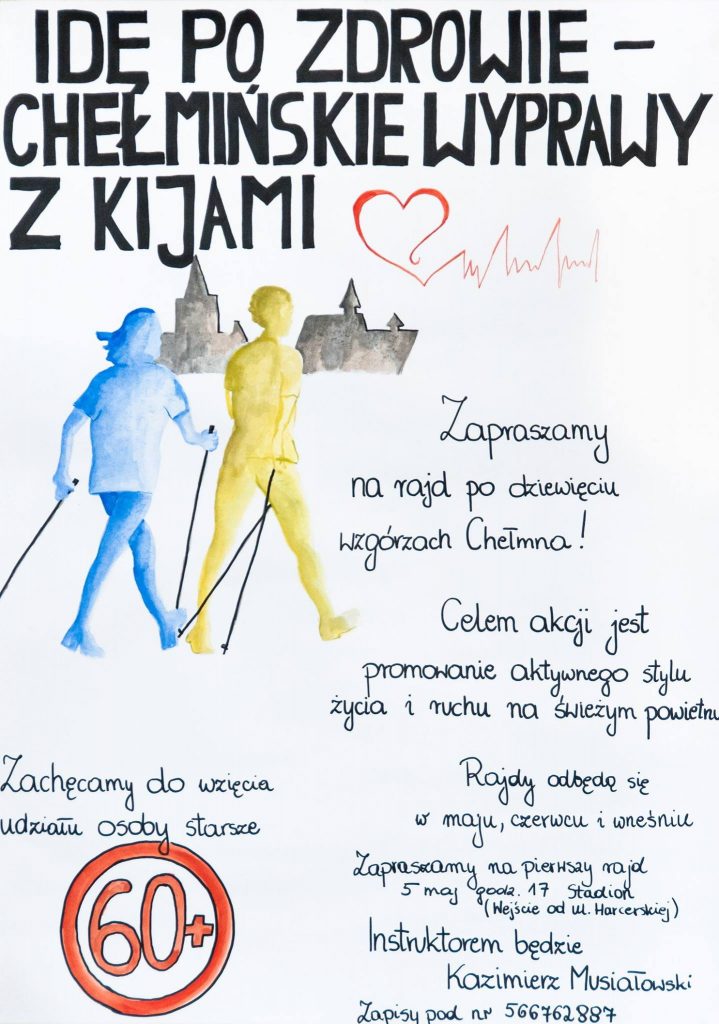 IDĘ PO ZDROWIE –
CHEŁMIŃSKIE WYPRAWY
Z KIJAMI
Zapraszamy
na rajd po dziewięciu
wzgórzach Chełmna!
Celem akcji jest
promowanie aktywnego stylu
życia i ruchu na świeżym powietrzu
Zachęcamy do wzięcia
udziału osoby starsze
60+
Rajdy odbędą się
w maju, czerwcu i wneśniu
Zapraszamy na pierwszy rajd
5 maj godz. 17 Stadion
(Wejście od ul. Harcerskiej)
Instruktorem będzie
Kazimierz Musiałowski
Zapisy pod nr 566762887